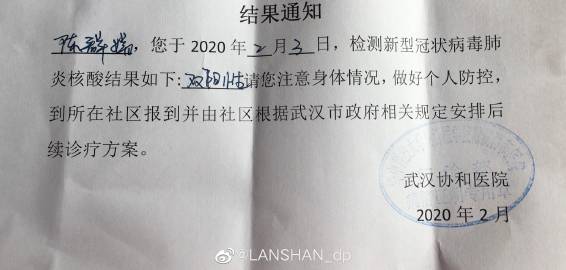 结果通知
陈群嫦，您于 2020 年 2 月 3 日，检测新型冠状病毒肺
炎核酸结果如下:双阳性请您注意身体情况，做好个人防控，
到所在社区报到并由社区根据武汉市政府相关规定安排后
续诊疗方案。
武汉协和医院
2020 年 2 月
@LANSHAN_dp